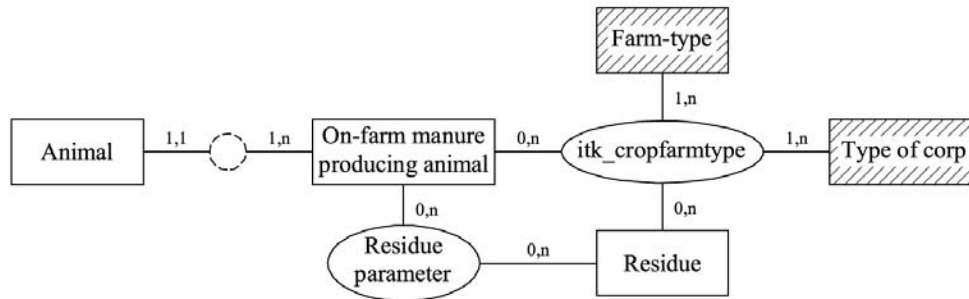 Farm-type
1,n
Animal
1,1
1,n
On-farm manure
producing animal
0,n
itk_cropfarmtype
1,n
Type of corp
0,n
0,n
Residue
parameter
0,n
Residue